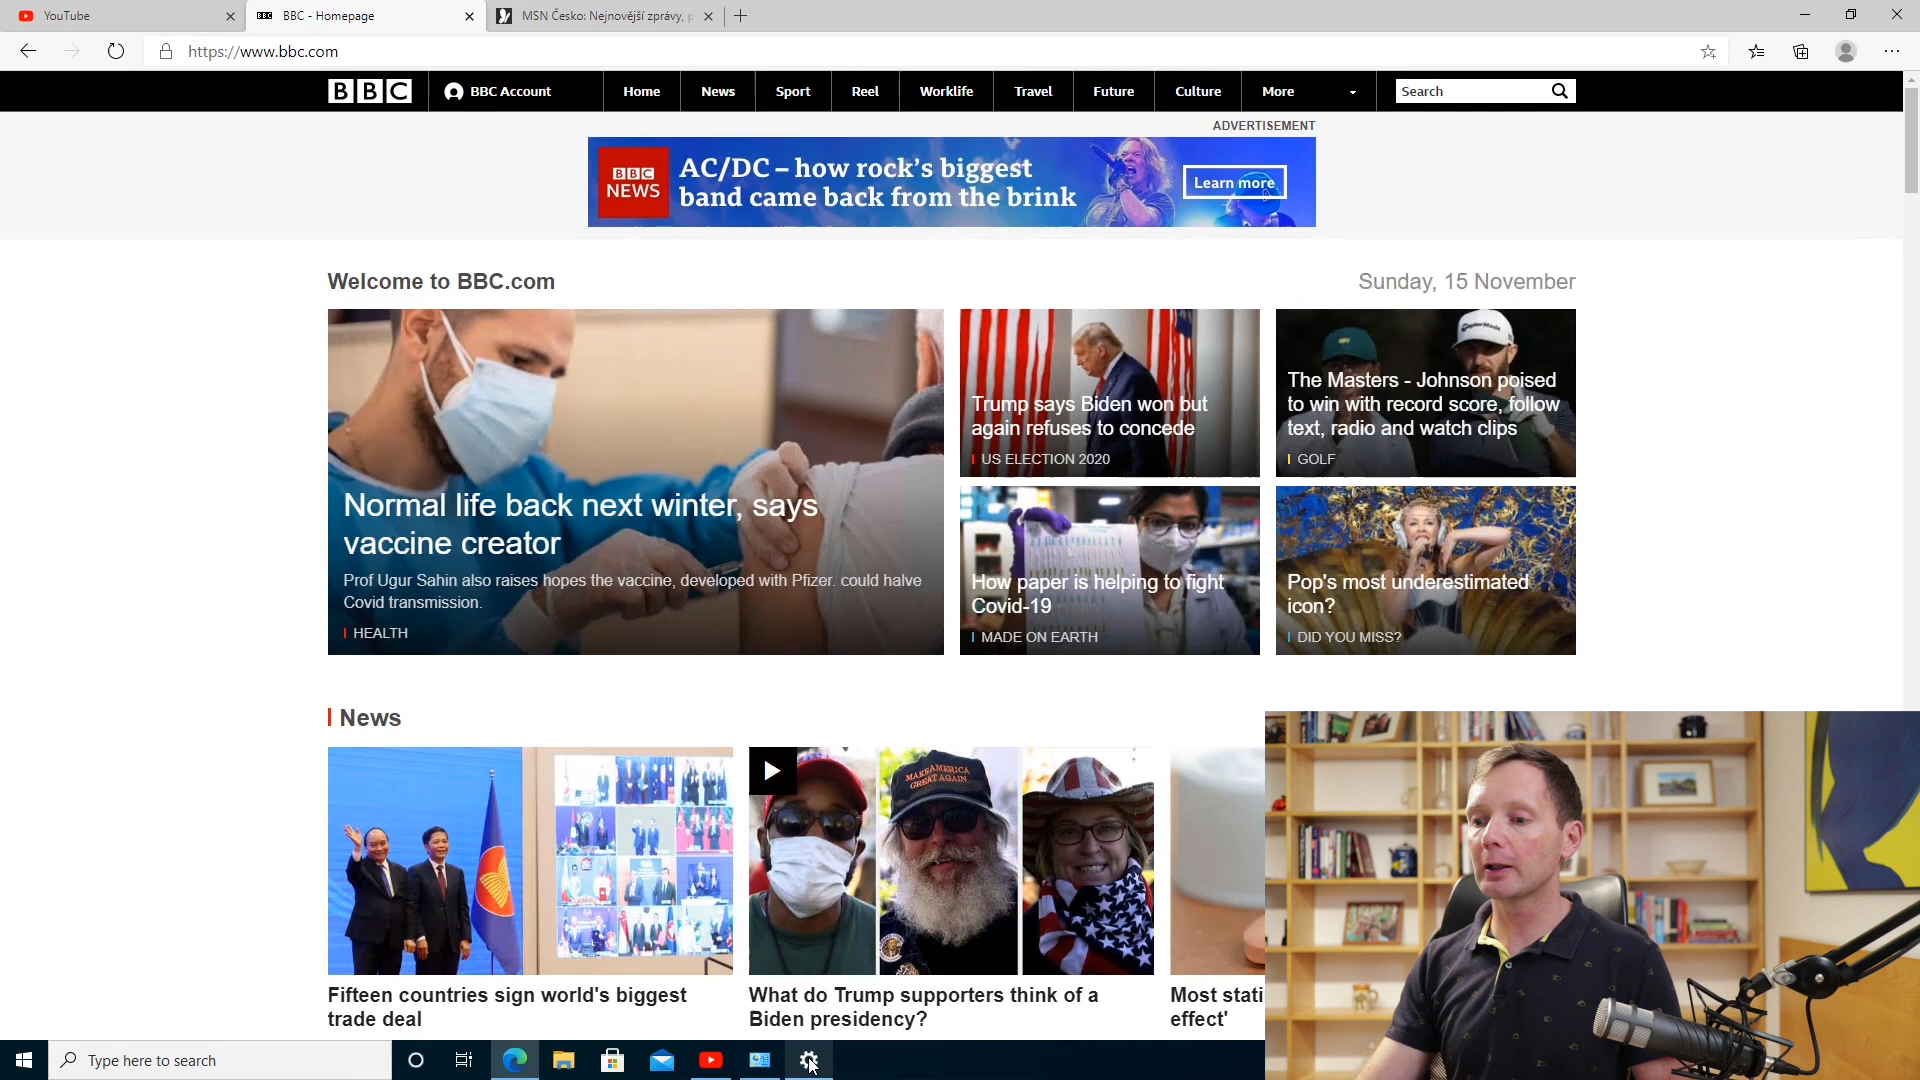 YouTube
BBC - Homepage
MSN Česko: Nejnovější zprávy, p
https://www.bbc.com
BBC
BBC Account
Home
News
Sport
Reel
Worklife
Travel
Future
Culture
More
Search
ADVERTISEMENT
BBC
NEWS
AC/DC – how rock's biggest
band came back from the brink
Learn more
Welcome to BBC.com
Sunday, 15 November
Normal life back next winter, says
vaccine creator
Prof Ugur Sahin also raises hopes the vaccine, developed with Pfizer. could halve
Covid transmission.
HEALTH
Trump says Biden won but
again refuses to concede
US ELECTION 2020
TaylorMade
The Masters - Johnson poised
to win with record score, follow
text, radio and watch clips
GOLF
How paper is helping to fight
Covid-19
MADE ON EARTH
Pop's most underestimated
icon?
DID YOU MISS?
News
MAKE AMERICA
GREAT AGAIN
Fifteen countries sign world's biggest
trade deal
What do Trump supporters think of a
Biden presidency?
Most stati
effect'
Type here to search